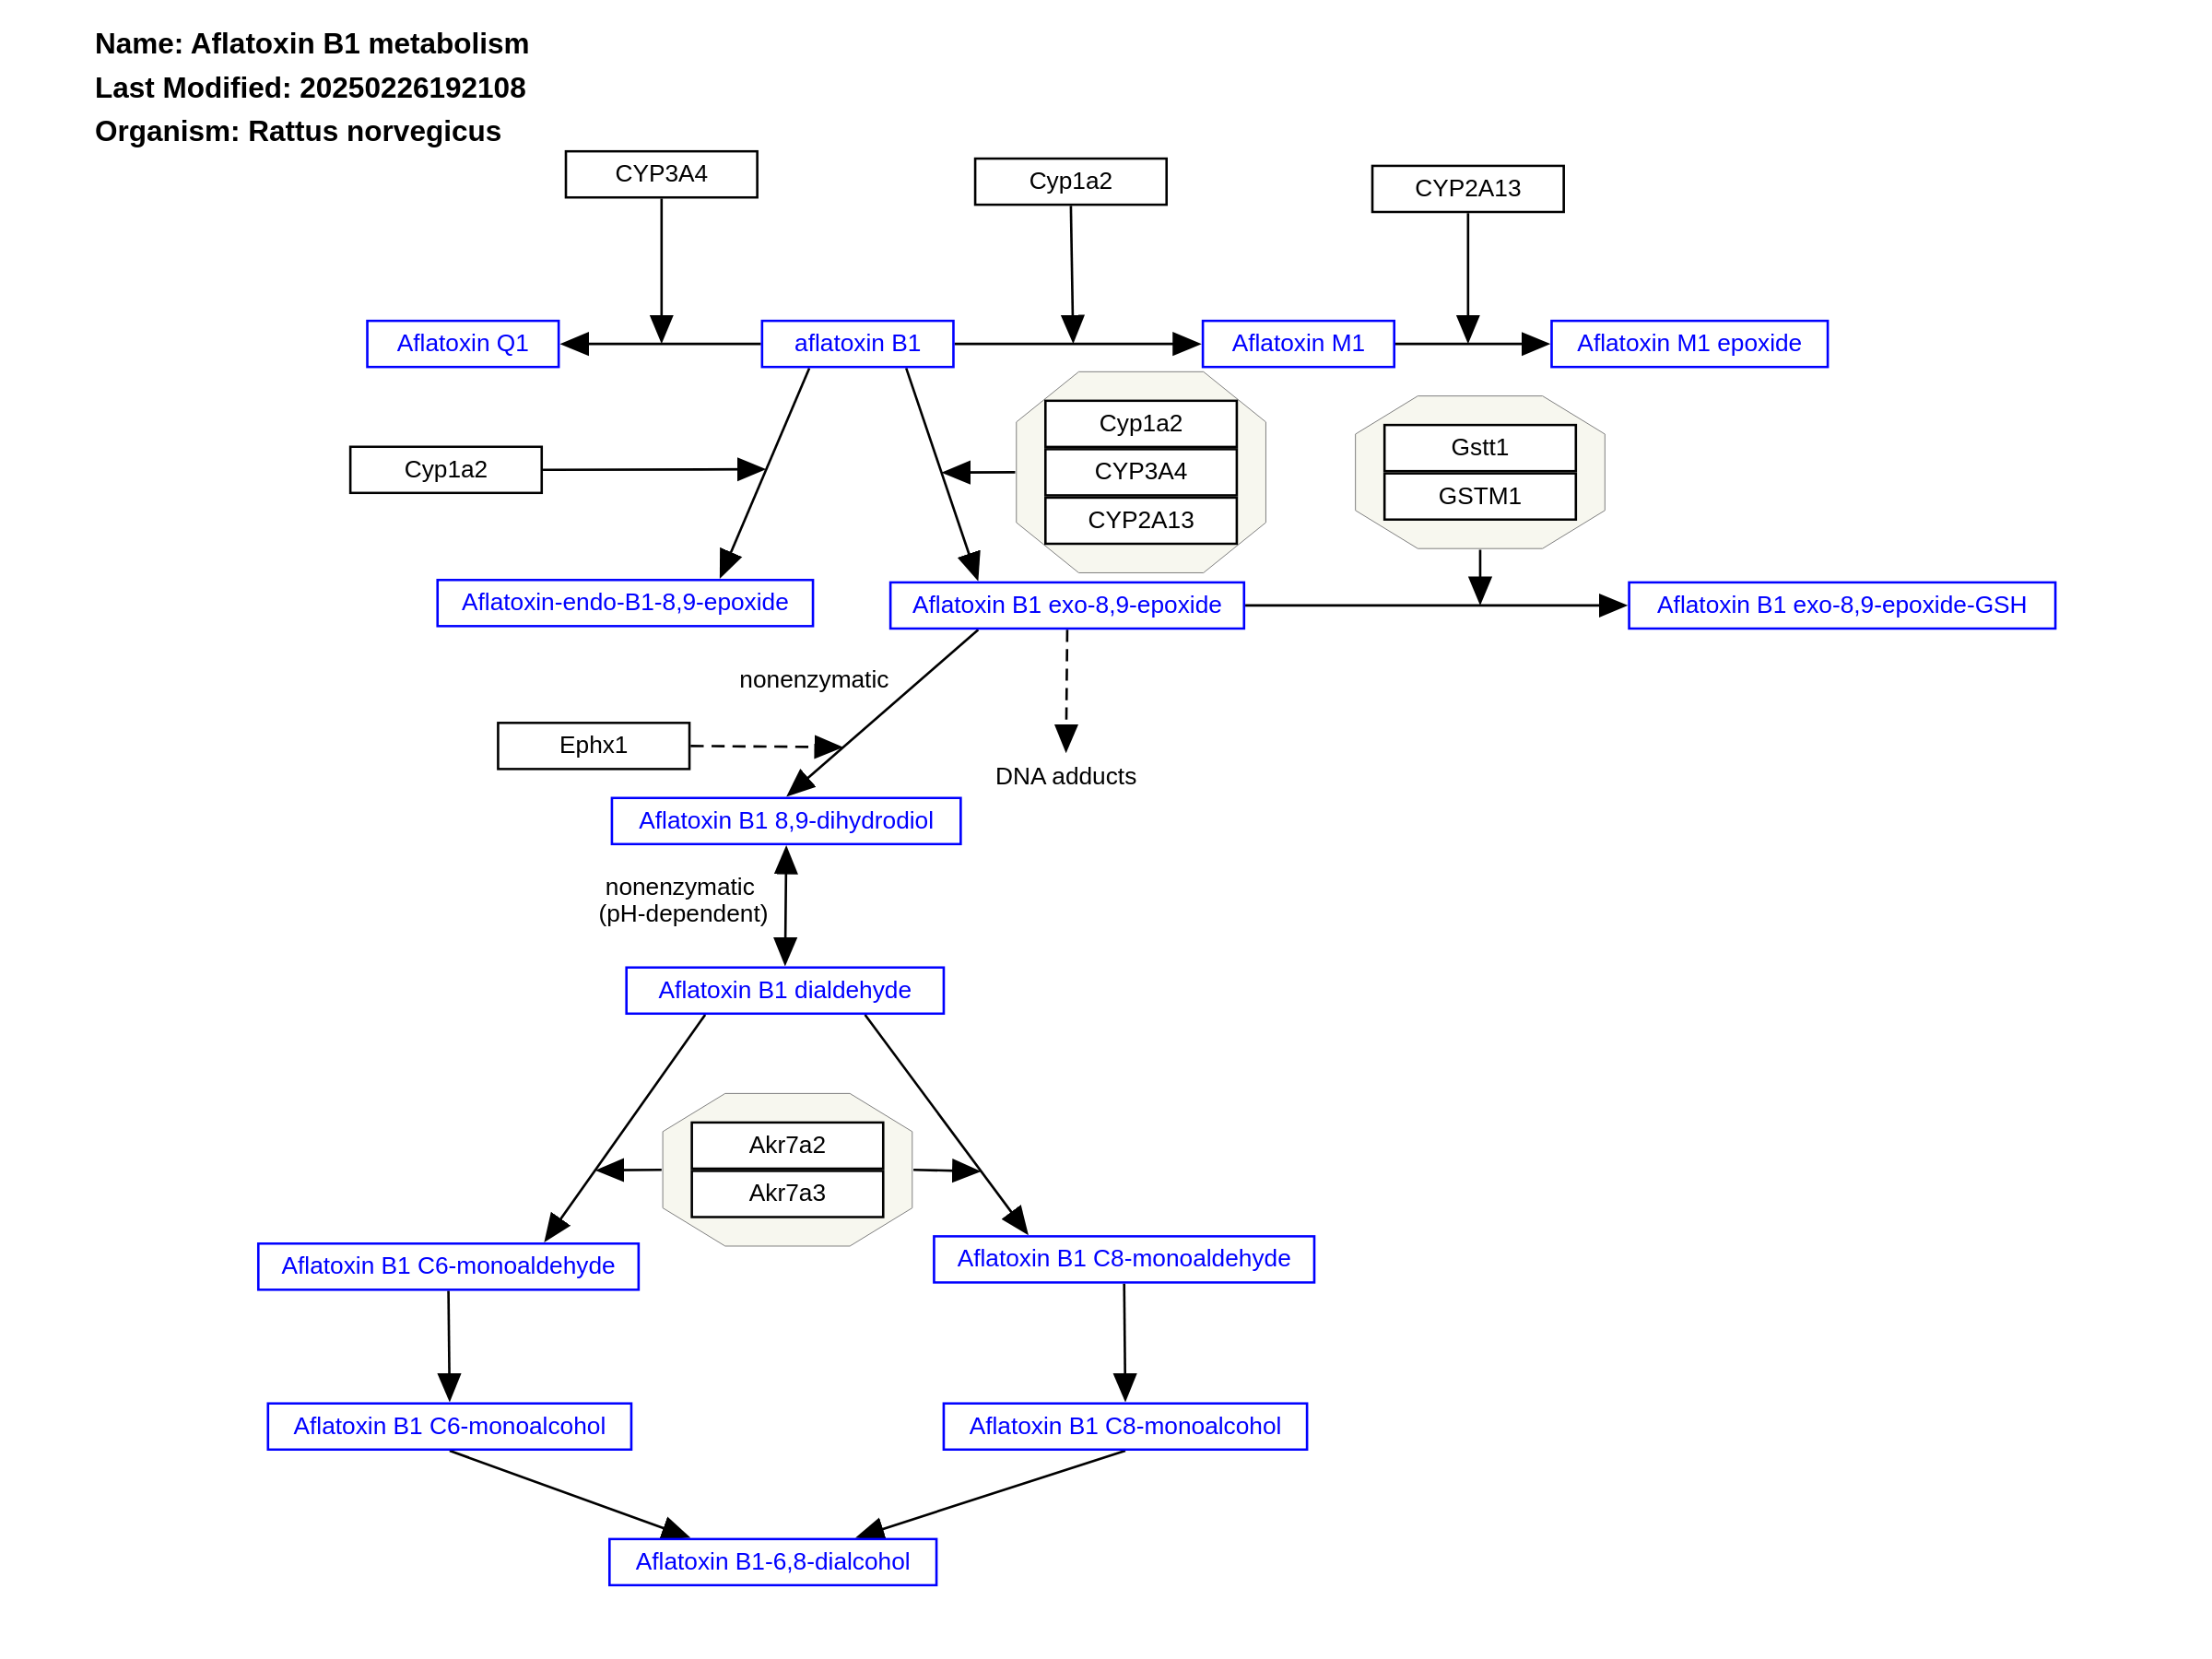 Name: Aflatoxin B1 metabolism
Last Modified: 20250226192108
Organism: Rattus norvegicus
CYP3A4
Cyp1a2
CYP2A13
Aflatoxin Q1
aflatoxin B1
Aflatoxin M1
Aflatoxin M1 epoxide
Cyp1a2
Cyp1a2
CYP3A4
CYP2A13
Gstt1
GSTM1
Aflatoxin-endo-B1-8,9-epoxide
Aflatoxin B1 exo-8,9-epoxide
Aflatoxin B1 exo-8,9-epoxide-GSH
nonenzymatic
Ephx1
DNA adducts
Aflatoxin B1 8,9-dihydrodiol
nonenzymatic
(pH-dependent)
Aflatoxin B1 dialdehyde
Akr7a2
Akr7a3
Aflatoxin B1 C6-monoaldehyde
Aflatoxin B1 C8-monoaldehyde
Aflatoxin B1 C6-monoalcohol
Aflatoxin B1 C8-monoalcohol
Aflatoxin B1-6,8-dialcohol